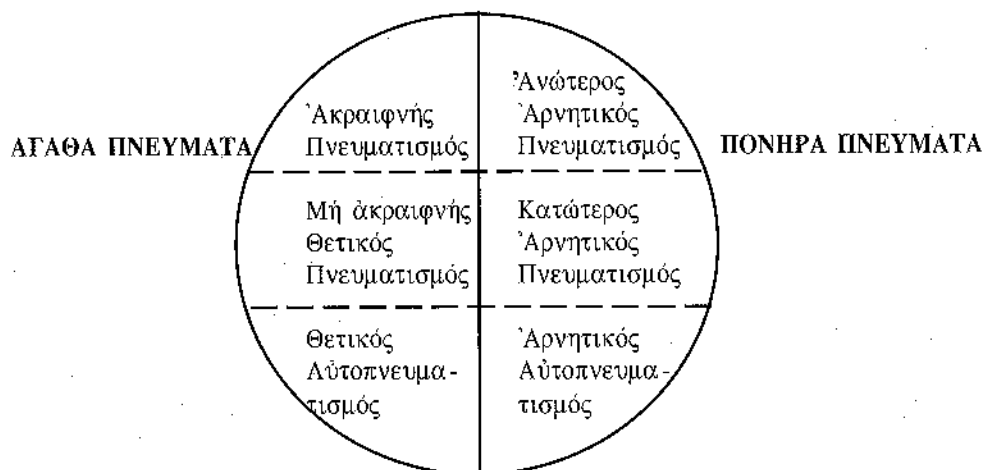 ΑΓΑΘΑ ΠΝΕΥΜΑΤΑ
Ἀκραιφνής
Πνευματισμός
Μή ἀκραιφνής
Θετικός
Πνευματισμός
Θετικός
Αὐτοπνευμα-
τισμός
Ἀνώτερος
Ἀρνητικός
Πνευματισμός
Κατώτερος
Ἀρνητικός
Πνευματισμός
Ἀρνητικός
Αὐτοπνευμα-
τισμός
ΠΟΝΗΡΑ ΠΝΕΥΜΑΤΑ